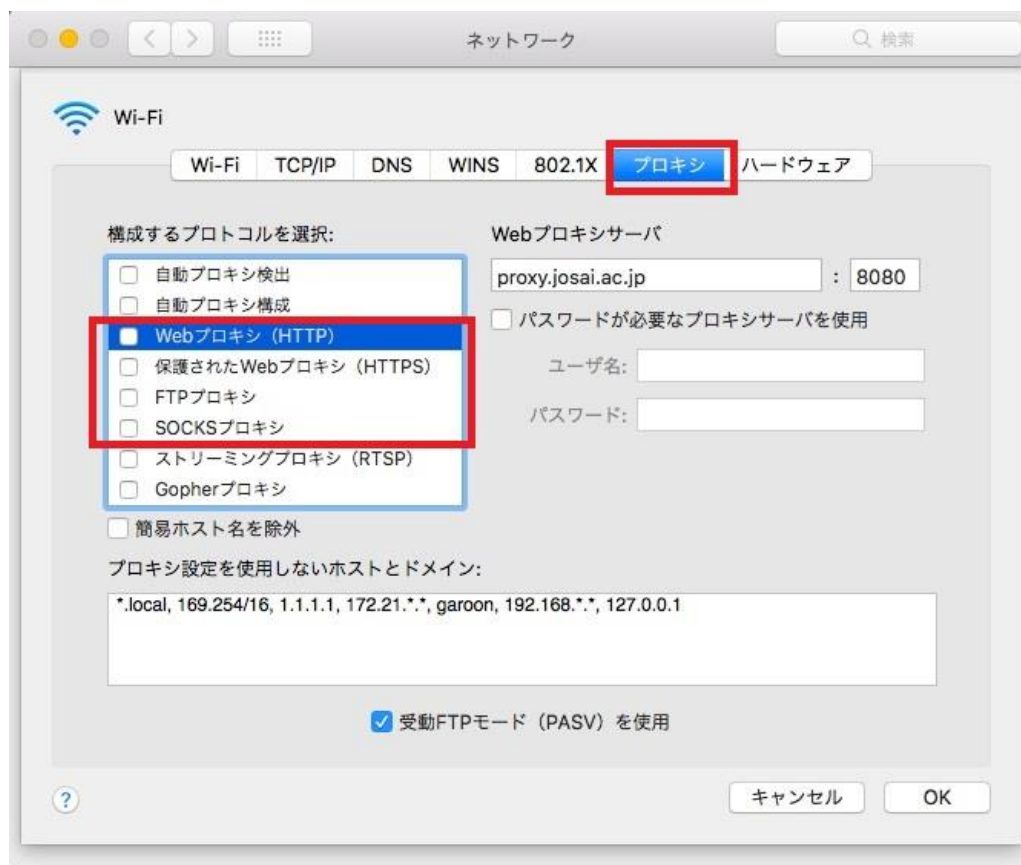 ネットワーク
検索
Wi-Fi
Wi-Fi TCP/IP DNS WINS 802.1X プロキシ ハードウェア
構成するプロトコルを選択:
自動プロキシ検出
自動プロキシ構成
Webプロキシ（HTTP）
保護されたWebプロキシ（HTTPS）
FTPプロキシ
SOCKSプロキシ
ストリーミングプロキシ（RTSP）
Gopherプロキシ
簡易ホスト名を除外
Webプロキシサーバ
proxy.josai.ac.jp : 8080
パスワードが必要なプロキシサーバを使用
ユーザ名:
パスワード:
プロキシ設定を使用しないホストとドメイン:
*.local, 169.254/16, 1.1.1.1, 172.21.*.*, garoon, 192.168.*.*, 127.0.0.1
受動FTPモード（PASV）を使用
?
キャンセル OK